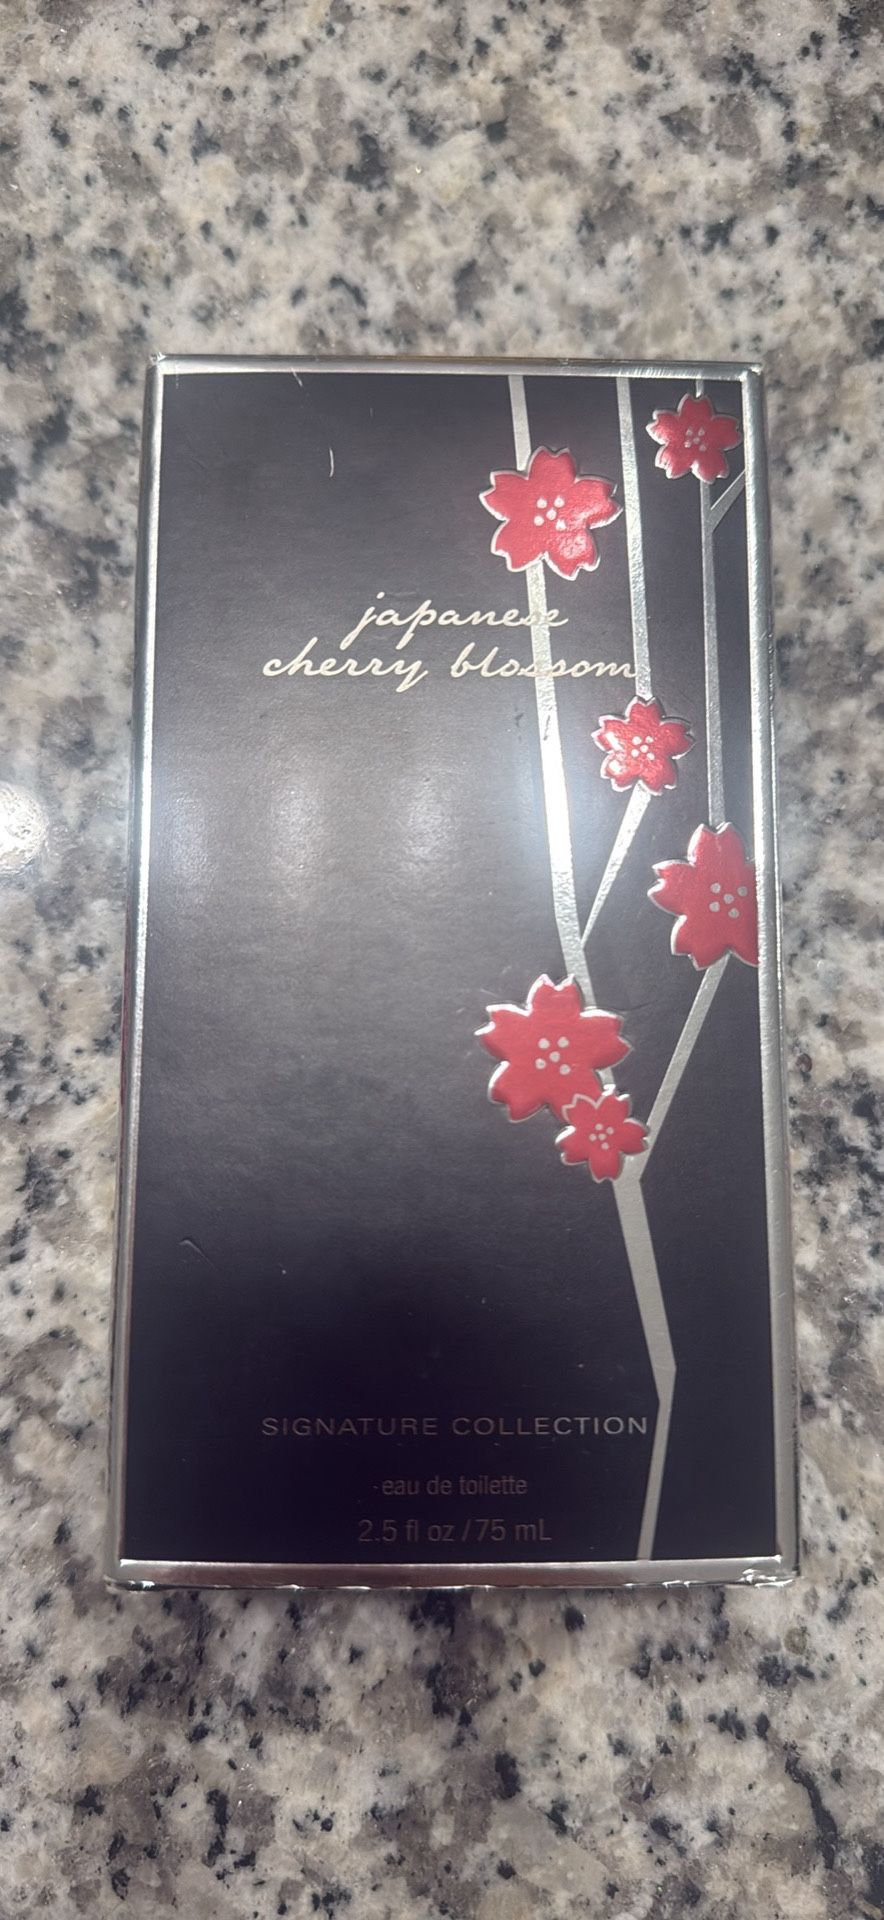 japanese
cherry blossom
SIGNATURE COLLECTION
eau de toilette
2.5 fl oz / 75 mL